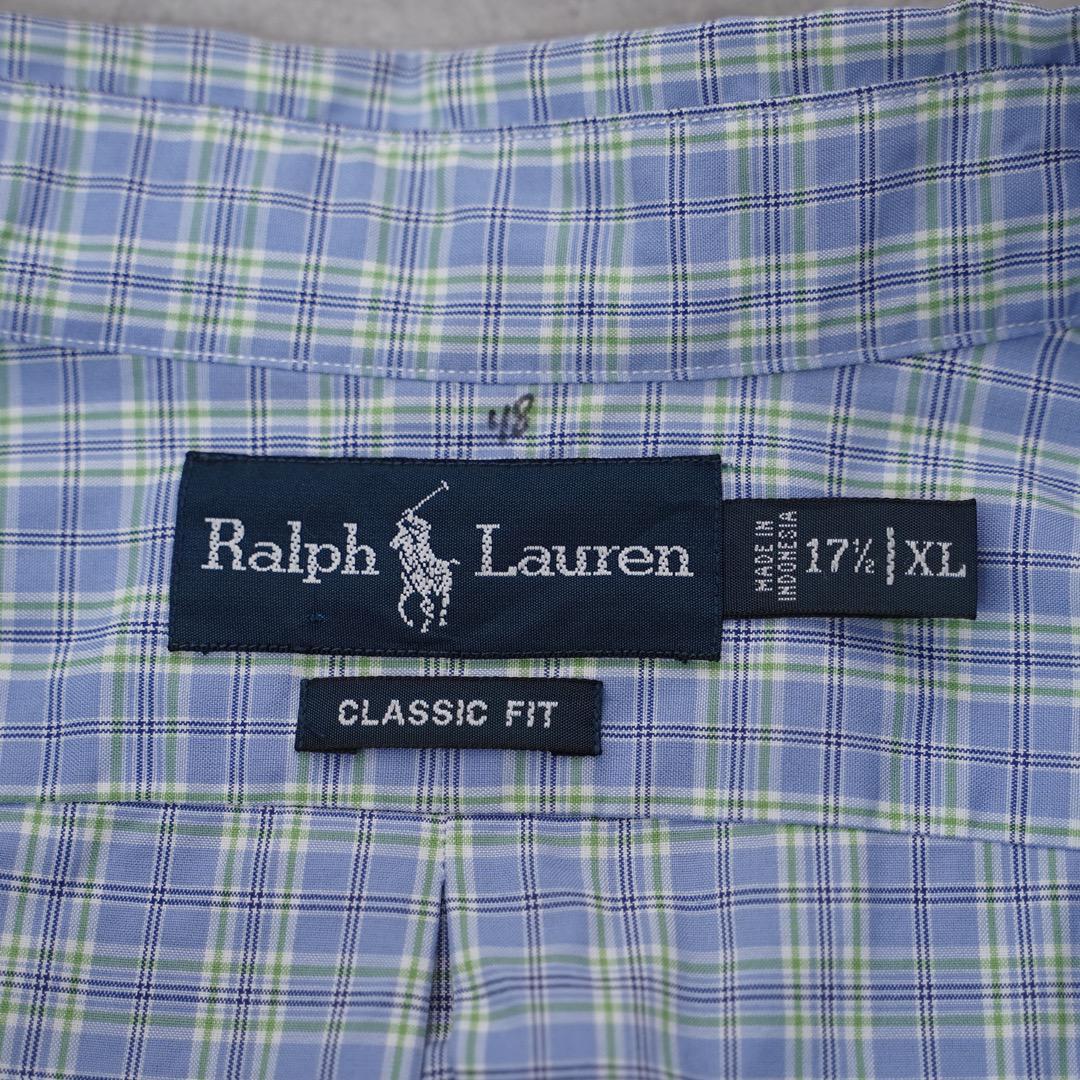 48
Ralph Lauren
MADE IN
INDONESIA
17½ | XL
CLASSIC FIT